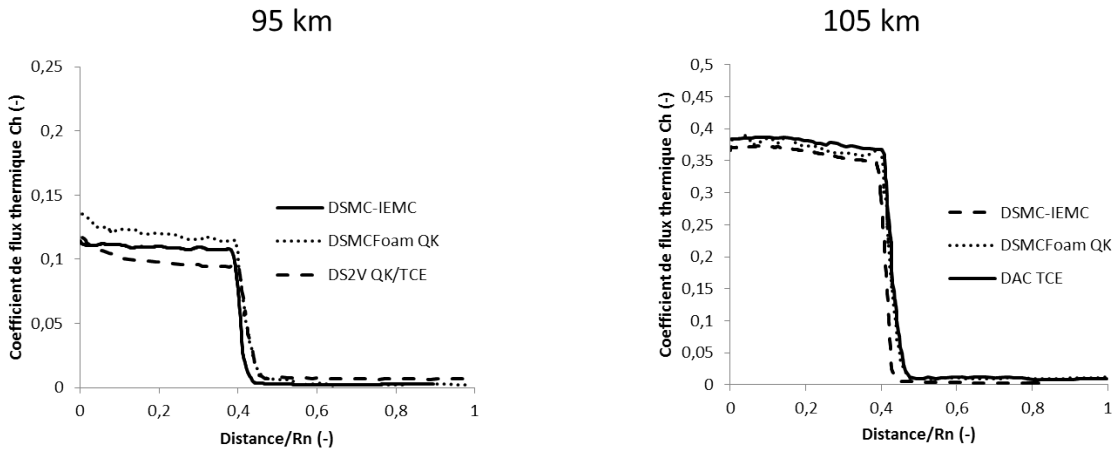 95 km
Coefficient de flux thermique Ch (-)
0,25
0,2
0,15
0,1
0,05
0
0
0,2
0,4
0,6
0,8
1
Distance/Rn (-)
DSMC-IEMC
DSMCFoam QK
DS2V QK/TCE
105 km
Coefficient de flux thermique Ch (-)
0,5
0,45
0,4
0,35
0,3
0,25
0,2
0,15
0,1
0,05
0
0
0,2
0,4
0,6
0,8
1
Distance/Rn (-)
DSMC-IEMC
DSMCFoam QK
DAC TCE